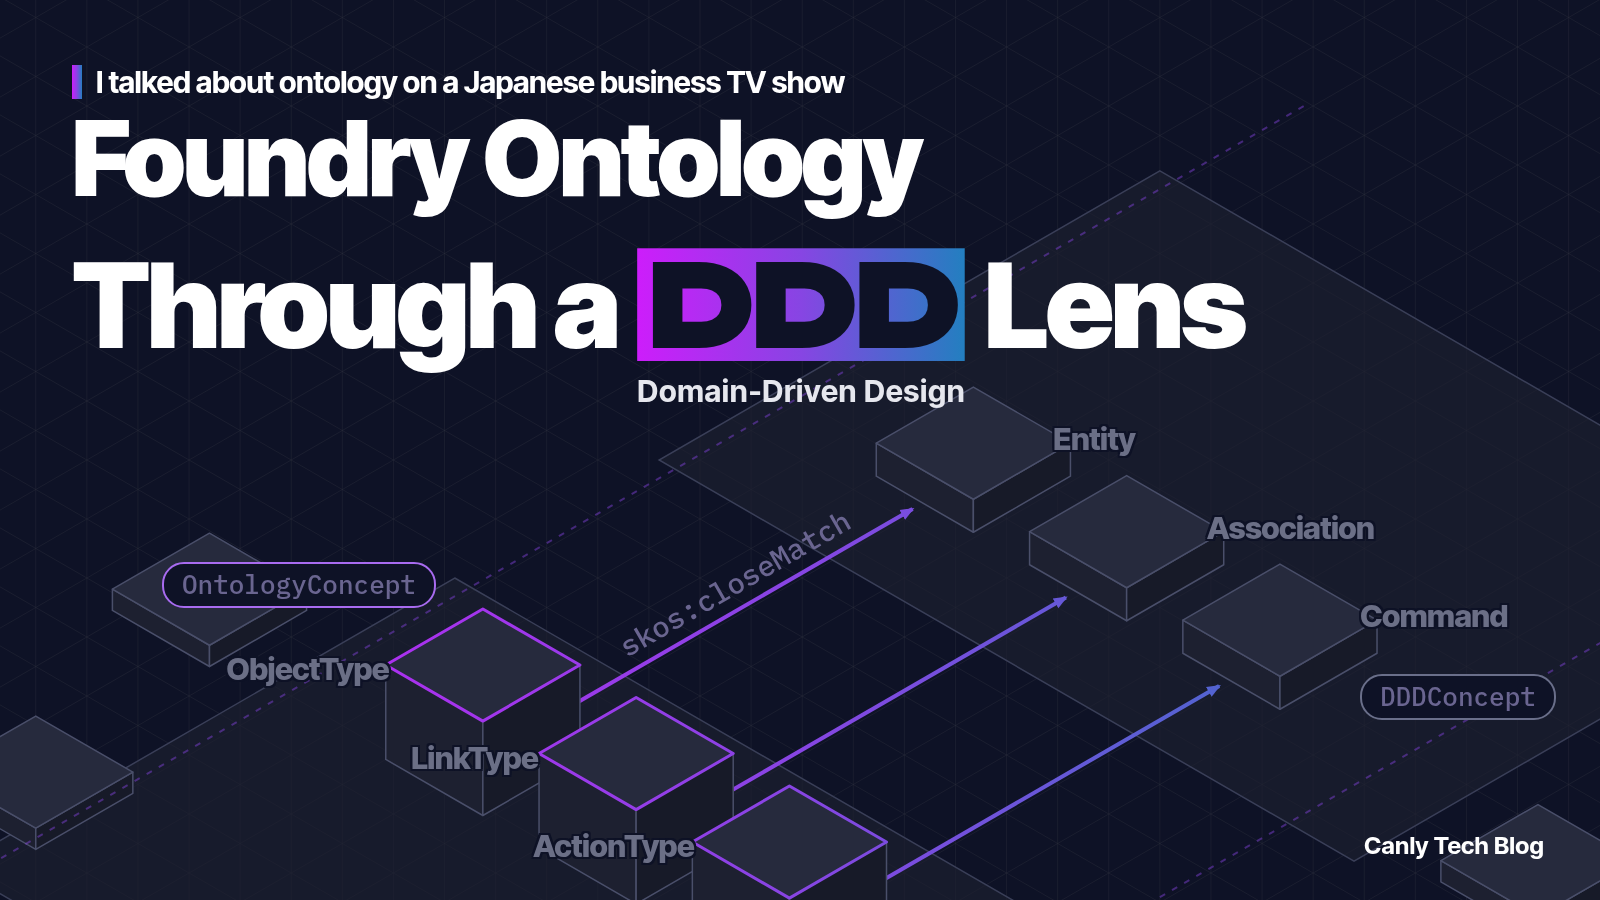 I talked about ontology on a Japanese business TV show
Foundry Ontology
Through a DDD Lens
Domain-Driven Design
Entity
Association
skos:closeMatch
OntologyConcept
Command
ObjectType
DDDConcept
LinkType
ActionType
Canly Tech Blog